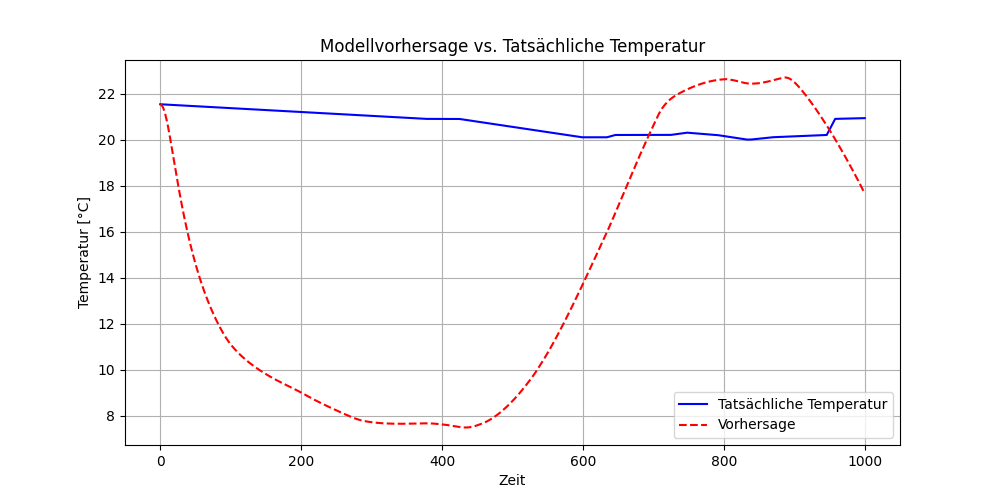 Modellvorhersage vs. Tatsächliche Temperatur
Temperatur [°C]
22
20
18
16
14
12
10
8
0 200 400 600 800 1000
Zeit
Tatsächliche Temperatur
Vorhersage